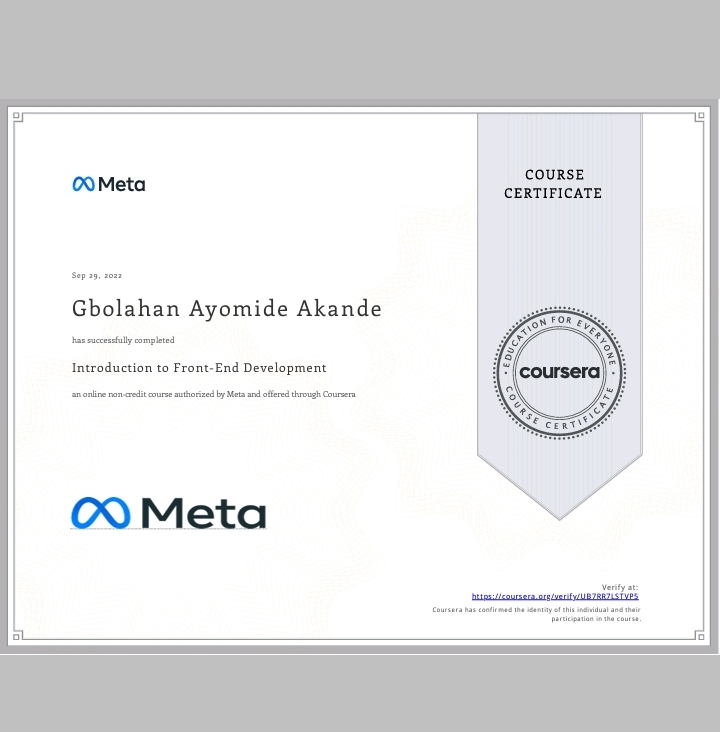 Meta
COURSE
CERTIFICATE
Sep 29, 2022
Gbolahan Ayomide Akande
has successfully completed
Introduction to Front-End Development
an online non-credit course authorized by Meta and offered through Coursera
EDUCATION FOR EVERYONE
coursera
COURSE CERTIFICATE
Meta
Verify at:
https://coursera.org/verify/UB7RR7LSTVP5
Coursera has confirmed the identity of this individual and their
participation in the course.